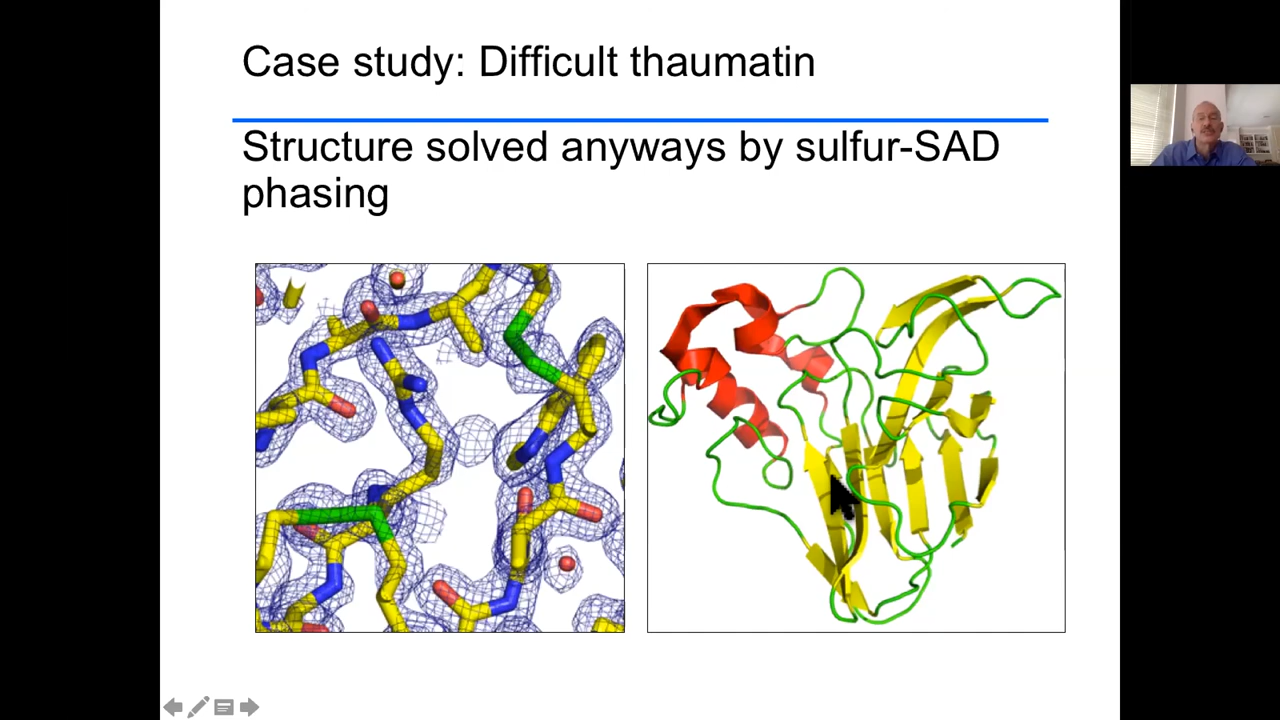 Case study: Difficult thaumatin
Structure solved anyways by sulfur-SAD
phasing